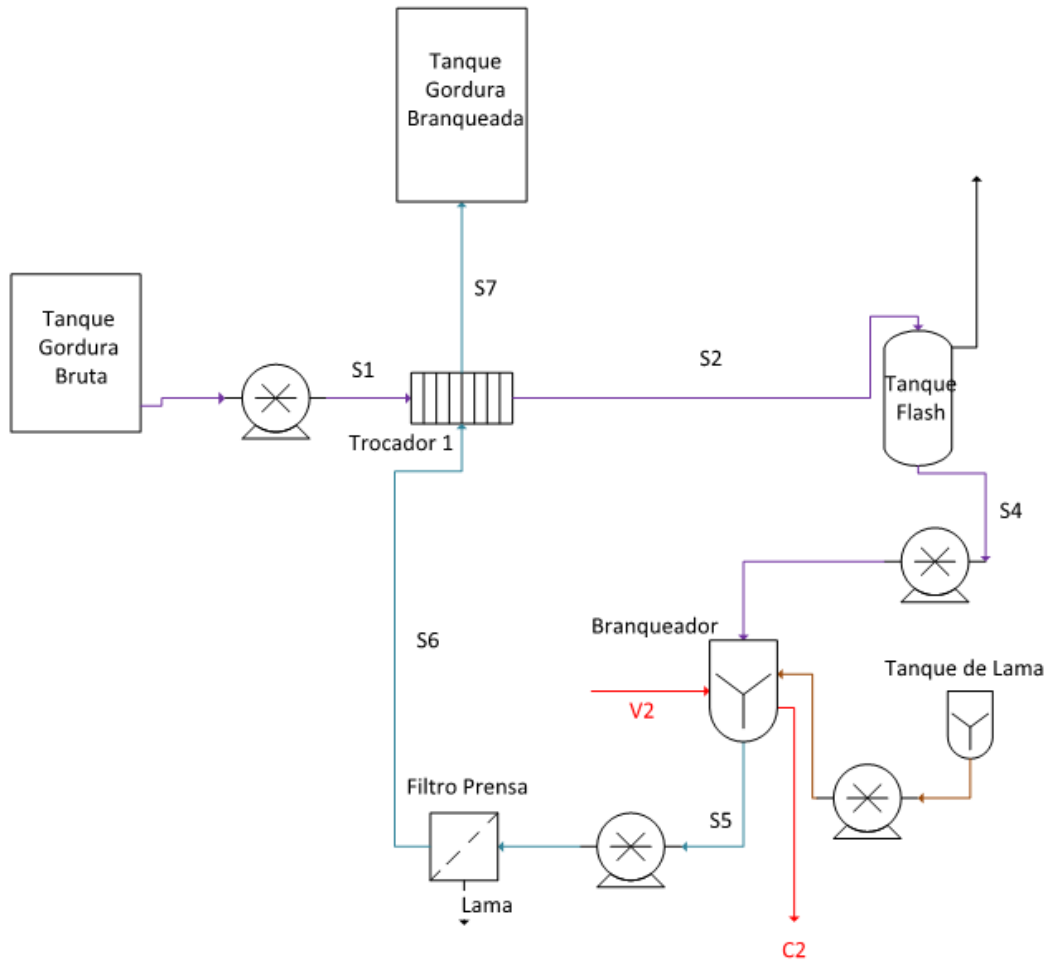 Tanque
Gordura
Branqueada
Tanque
Gordura
Bruta
S7
S1
S2
Trocador 1
Tanque
Flash
S4
Branqueador
S6
Tanque de Lama
V2
Filtro Prensa
S5
Lama
C2